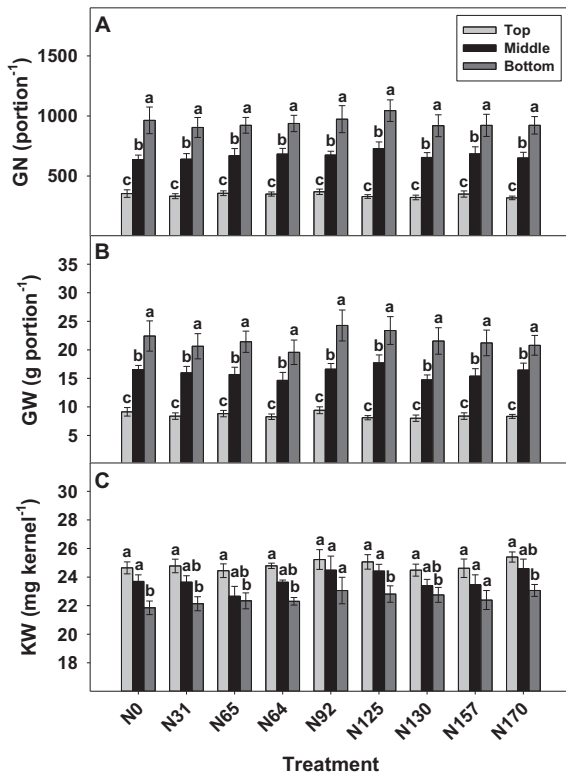 A
Top
Middle
Bottom
GN (portion⁻¹)
1500
1000
500
c b a c b a c b a c b a c b a c b a c b a c b a c b a
B
GW (g portion⁻¹)
35
30
25
20
15
10
5
c b a c b a c b a c b a c b a c b a c b a c b a c b a
C
KW (mg kernel⁻¹)
30
28
26
24
22
20
18
a a b a ab b a ab b a ab b a a a a a b a ab b a a a a ab b
N0 N31 N65 N64 N92 N125 N130 N157 N170
Treatment